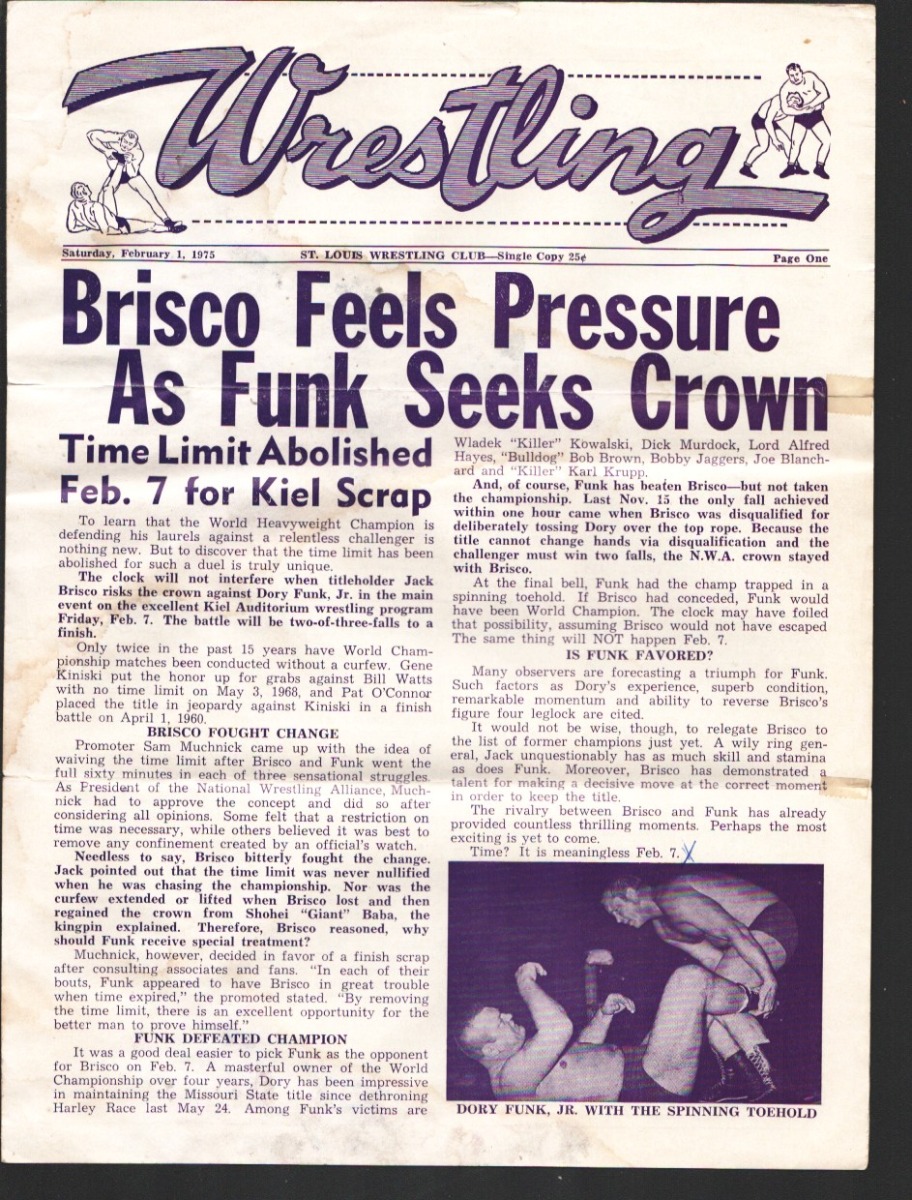 Wrestling
Saturday, February 1, 1975
ST. LOUIS WRESTLING CLUB—Single Copy 25¢
Page One
Brisco Feels Pressure
As Funk Seeks Crown
Time Limit Abolished
Feb. 7 for Kiel Scrap
To learn that the World Heavyweight Champion is
defending his laurels against a relentless challenger is
nothing new. But to discover that the time limit has been
abolished for such a duel is truly unique.
The clock will not interfere when titleholder Jack
Brisco risks the crown against Dory Funk, Jr. in the main
event on the excellent Kiel Auditorium wrestling program
Friday, Feb. 7. The battle will be two-of-three-falls to a
finish.
Only twice in the past 15 years have World Cham-
pionship matches been conducted without a curfew. Gene
Kiniski put the honor up for grabs against Bill Watts
with no time limit on May 3, 1968, and Pat O'Connor
placed the title in jeopardy against Kiniski in a finish
battle on April 1, 1960.
BRISCO FOUGHT CHANGE
Promoter Sam Muchnick came up with the idea of
waiving the time limit after Brisco and Funk went the
full sixty minutes in each of three sensational struggles.
As President of the National Wrestling Alliance, Much-
nick had to approve the concept and did so after
considering all opinions. Some felt that a restriction on
time was necessary, while others believed it was best to
remove any confinement created by an official's watch.
Needless to say, Brisco bitterly fought the change.
Jack pointed out that the time limit was never nullified
when he was chasing the championship. Nor was the
curfew extended or lifted when Brisco lost and then
regained the crown from Shohei "Giant" Baba, the
kingpin explained. Therefore, Brisco reasoned, why
should Funk receive special treatment?
Muchnick, however, decided in favor of a finish scrap
after consulting associates and fans. "In each of their
bouts, Funk appeared to have Brisco in great trouble
when time expired," the promoted stated. "By removing
the time limit, there is an excellent opportunity for the
better man to prove himself."
FUNK DEFEATED CHAMPION
It was a good deal easier to pick Funk as the opponent
for Brisco on Feb. 7. A masterful owner of the World
Championship over four years, Dory has been impressive
in maintaining the Missouri State title since dethroning
Harley Race last May 24. Among Funk's victims are
Wladek "Killer" Kowalski, Dick Murdock, Lord Alfred
Hayes, "Bulldog" Bob Brown, Bobby Jaggers, Joe Blanch-
ard and "Killer" Karl Krupp.
And, of course, Funk has beaten Brisco—but not taken
the championship. Last Nov. 15 the only fall achieved
within one hour came when Brisco was disqualified for
deliberately tossing Dory over the top rope. Because the
title cannot change hands via disqualification and the
challenger must win two falls, the N.W.A. crown stayed
with Brisco.
At the final bell, Funk had the champ trapped in a
spinning toehold. If Brisco had conceded, Funk would
have been World Champion. The clock may have foiled
that possibility, assuming Brisco would not have escaped
The same thing will NOT happen Feb. 7.
IS FUNK FAVORED?
Many observers are forecasting a triumph for Funk.
Such factors as Dory's experience, superb condition,
remarkable momentum and ability to reverse Brisco's
figure four leglock are cited.
It would not be wise, though, to relegate Brisco to
the list of former champions just yet. A wily ring gen-
eral, Jack unquestionably has as much skill and stamina
as does Funk. Moreover, Brisco has demonstrated a
talent for making a decisive move at the correct moment
in order to keep the title.
The rivalry between Brisco and Funk has already
provided countless thrilling moments. Perhaps the most
exciting is yet to come.
Time? It is meaningless Feb. 7.
DORY FUNK, JR. WITH THE SPINNING TOEHOLD